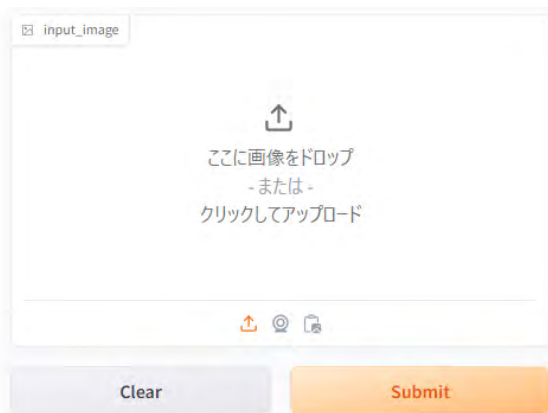 input_image
ここに画像をドロップ
- または -
クリックしてアップロード
Clear
Submit